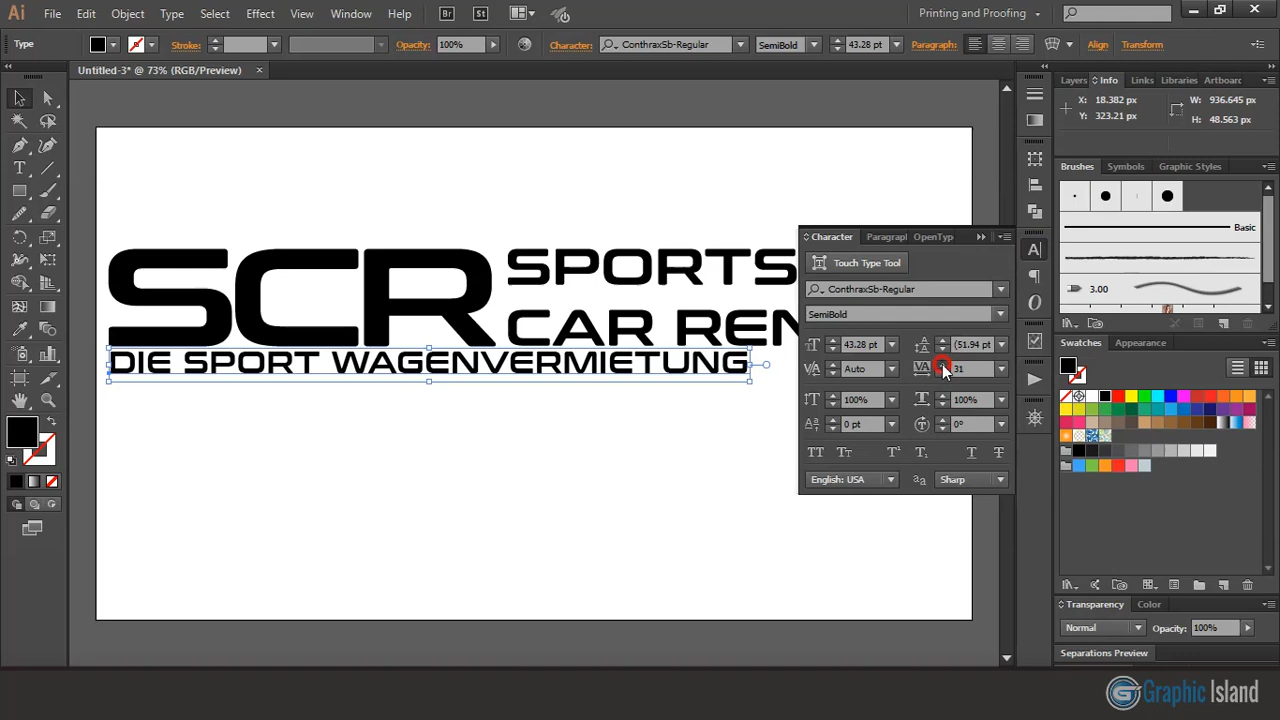 Ai File Edit Object Type Select Effect View Window Help Br St Printing and Proofing
Type Stroke: Opacity: 100% Character: ConthraxSb-Regular SemiBold 43.28 pt Paragraph: Align Transform
Untitled-3* @ 73% (RGB/Preview) ×
Layers Info Links Libraries Artboard
X: 18.382 px W: 936.645 px
Y: 323.21 px H: 48.563 px
Brushes Symbols Graphic Styles
Basic
3.00
SCR SPORTS
CAR REN
DIE SPORT WAGENVERMIETUNG
Character Paragraph OpenTyp
Touch Type Tool
ConthraxSb-Regular
SemiBold
43.28 pt (51.94 pt
Auto 31
100% 100%
0 pt 0°
English: USA Sharp
Swatches Appearance
Transparency Color
Normal Opacity: 100%
Separations Preview
Graphic Island